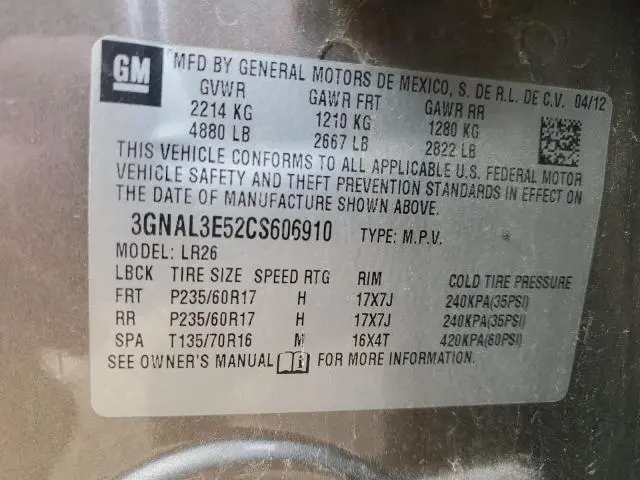 GM
MFD BY GENERAL MOTORS DE MEXICO, S. DE R.L. DE C.V. 04/12
GVWR GAWR FRT GAWR RR
2214 KG 1210 KG 1280 KG
4880 LB 2667 LB 2822 LB
THIS VEHICLE CONFORMS TO ALL APPLICABLE U.S. FEDERAL MOTOR
VEHICLE SAFETY AND THEFT PREVENTION STANDARDS IN EFFECT ON
THE DATE OF MANUFACTURE SHOWN ABOVE.
3GNAL3E52CS606910 TYPE: M.P.V.
MODEL: LR26
LBCK TIRE SIZE SPEED RTG RIM COLD TIRE PRESSURE
FRT P235/60R17 H 17X7J 240KPA(35PSI)
RR P235/60R17 H 17X7J 240KPA(35PSI)
SPA T135/70R16 M 16X4T 420KPA(60PSI)
SEE OWNER'S MANUAL i FOR MORE INFORMATION.